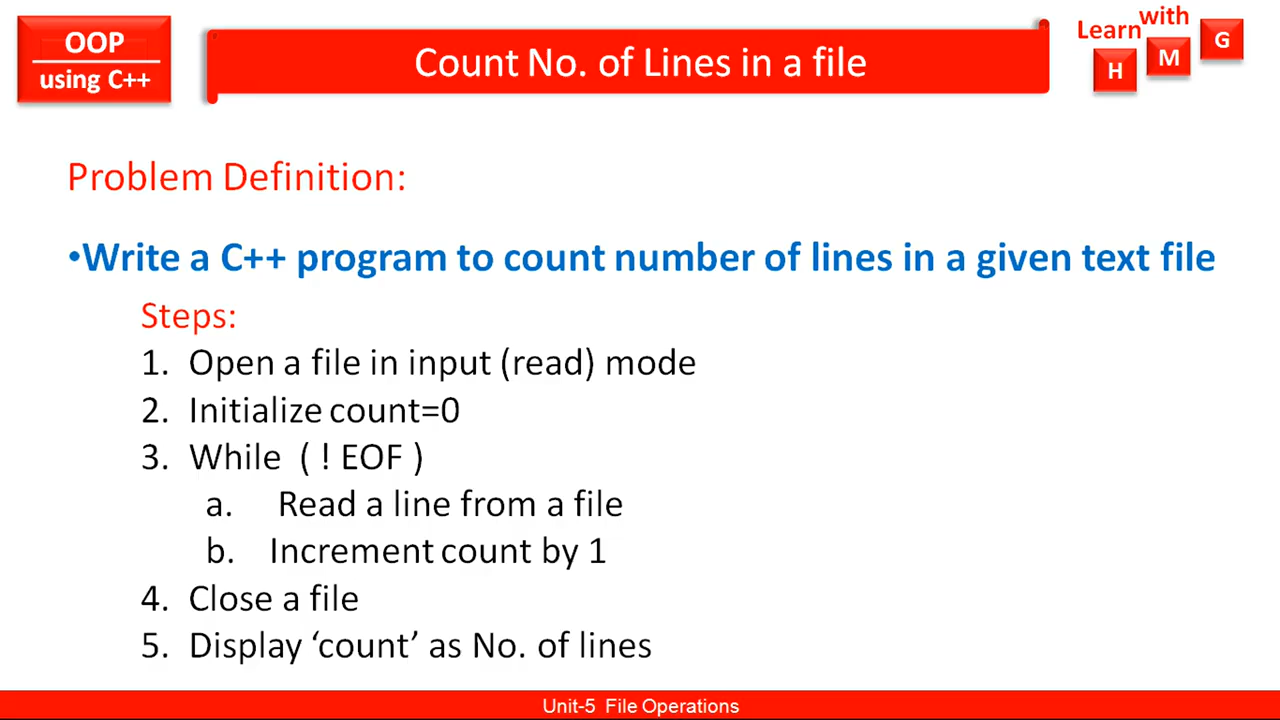 OOP
using C++
Count No. of Lines in a file
Learn with
H M G
Problem Definition:
•Write a C++ program to count number of lines in a given text file
Steps:
1. Open a file in input (read) mode
2. Initialize count=0
3. While ( ! EOF )
a. Read a line from a file
b. Increment count by 1
4. Close a file
5. Display ‘count’ as No. of lines
Unit-5 File Operations